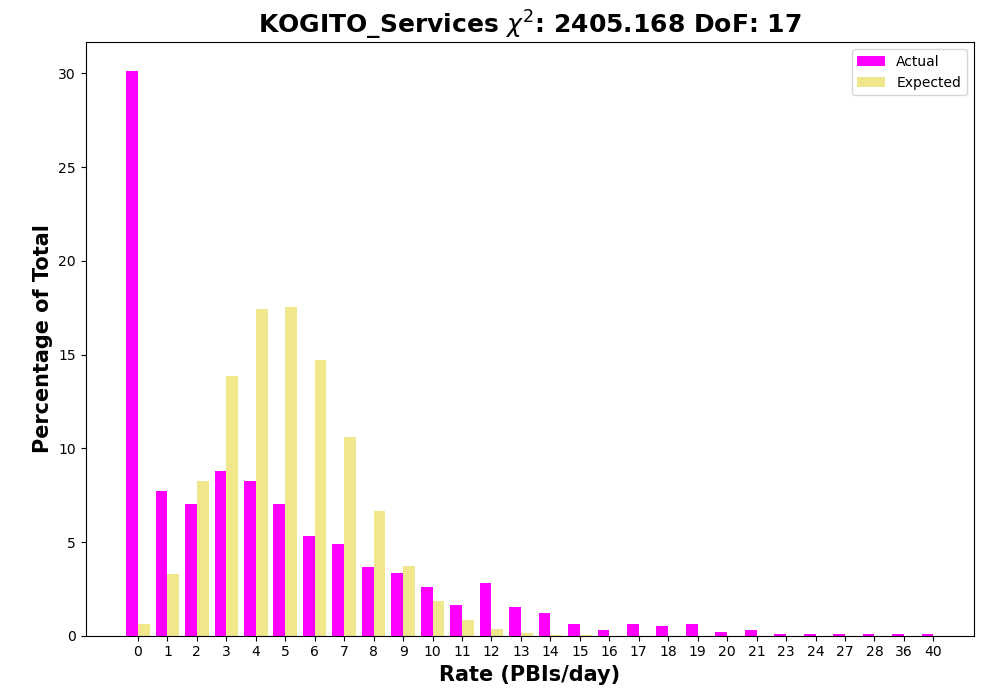 KOGITO_Services χ²: 2405.168 DoF: 17
Actual
Expected
Percentage of Total
30
25
20
15
10
5
0
0 1 2 3 4 5 6 7 8 9 10 11 12 13 14 15 16 17 18 19 20 21 23 24 27 28 36 40
Rate (PBIs/day)